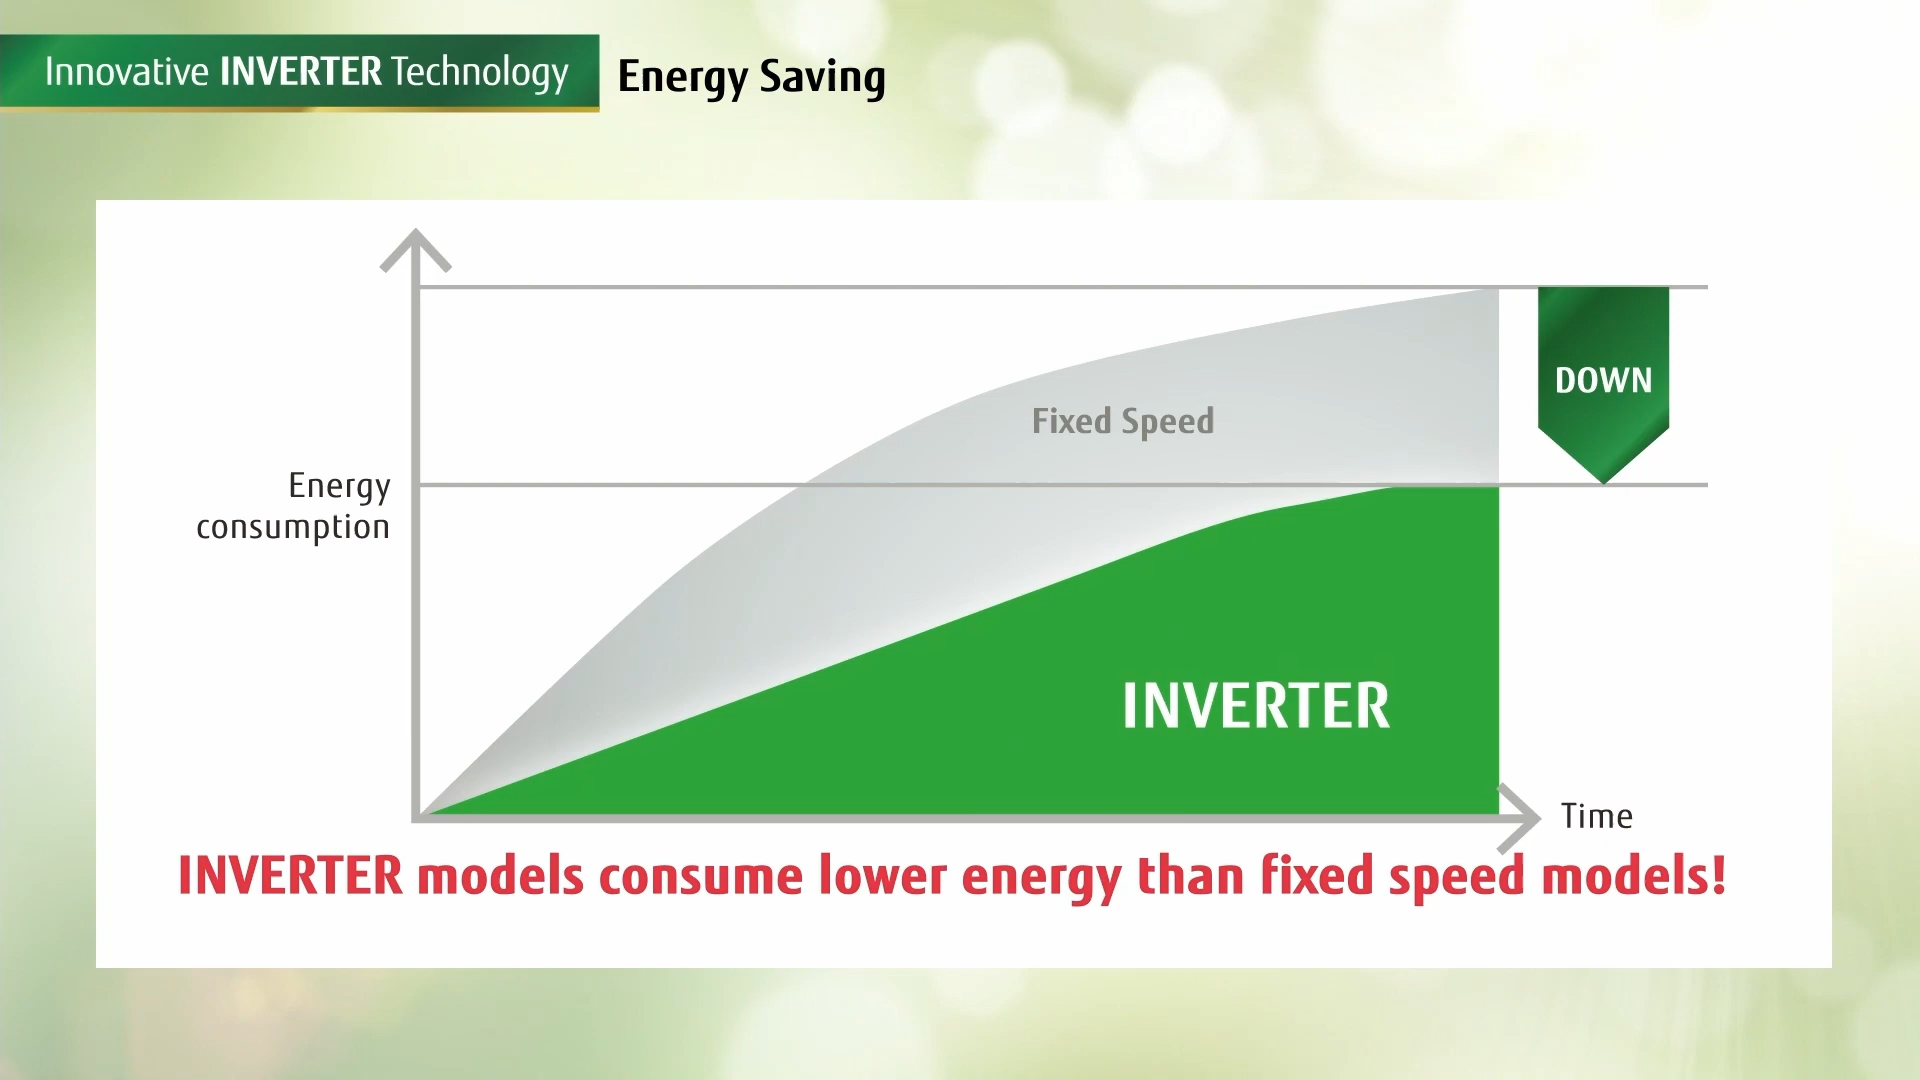 Innovative INVERTER Technology
Energy Saving
DOWN
Fixed Speed
Energy
consumption
INVERTER
Time
INVERTER models consume lower energy than fixed speed models!